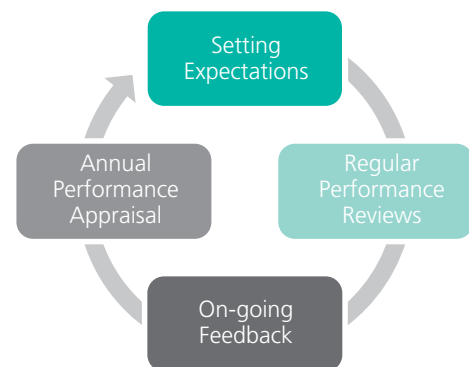 Setting
Expectations
Regular
Performance
Reviews
On-going
Feedback
Annual
Performance
Appraisal